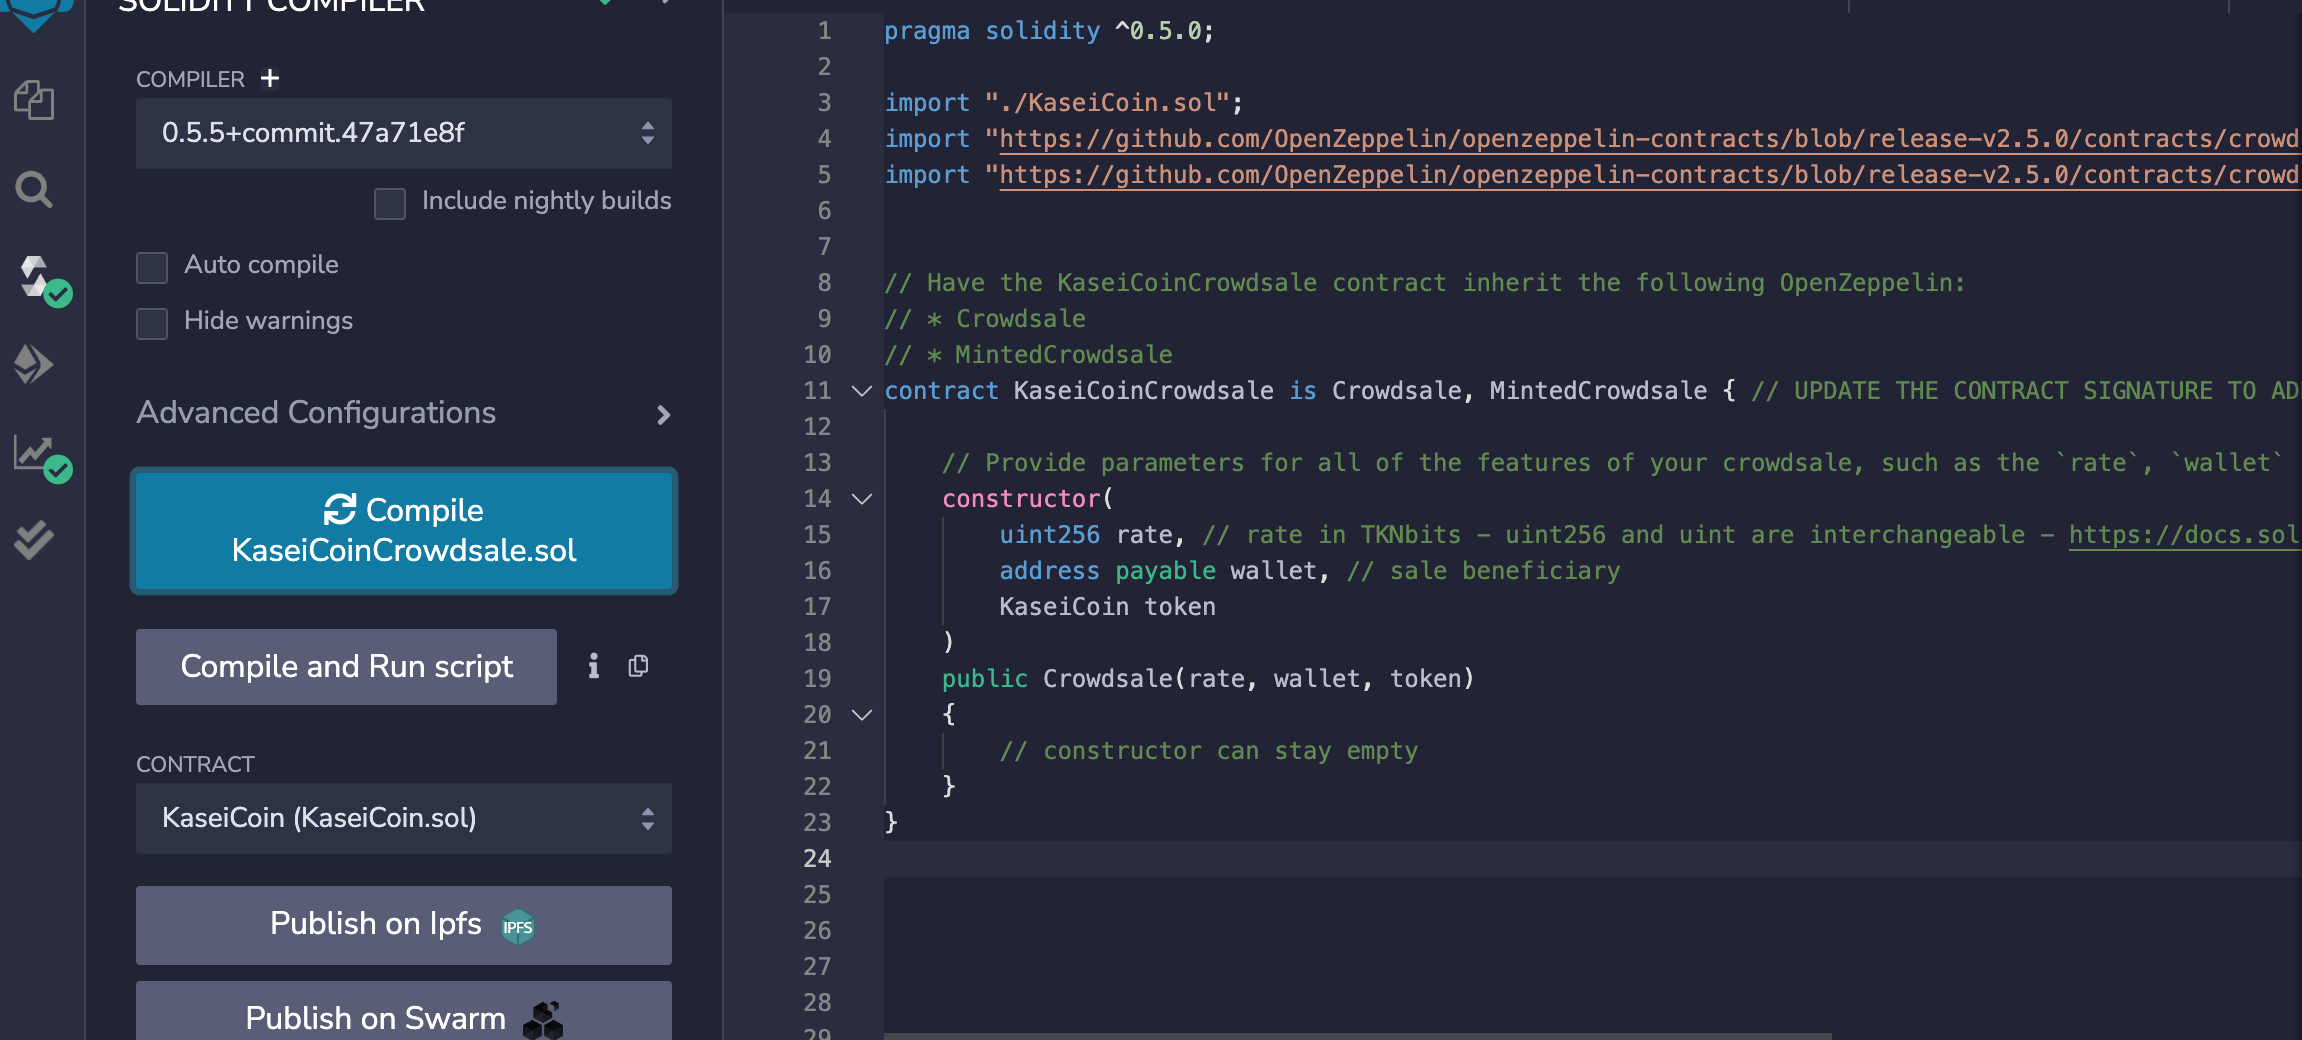 SOLIDITY COMPILER
COMPILER +
0.5.5+commit.47a71e8f
Include nightly builds
Auto compile
Hide warnings
Advanced Configurations
Compile
KaseiCoinCrowdsale.sol
Compile and Run script
CONTRACT
KaseiCoin (KaseiCoin.sol)
Publish on Ipfs IPFS
Publish on Swarm
1 pragma solidity ^0.5.0;
2
3 import "./KaseiCoin.sol";
4 import "https://github.com/OpenZeppelin/openzeppelin-contracts/blob/release-v2.5.0/contracts/crowd
5 import "https://github.com/OpenZeppelin/openzeppelin-contracts/blob/release-v2.5.0/contracts/crowd
6
7
8 // Have the KaseiCoinCrowdsale contract inherit the following OpenZeppelin:
9 // * Crowdsale
10 // * MintedCrowdsale
11 contract KaseiCoinCrowdsale is Crowdsale, MintedCrowdsale { // UPDATE THE CONTRACT SIGNATURE TO AD
12
13 // Provide parameters for all of the features of your crowdsale, such as the `rate`, `wallet`
14 constructor(
15 uint256 rate, // rate in TKNbits - uint256 and uint are interchangeable - https://docs.sol
16 address payable wallet, // sale beneficiary
17 KaseiCoin token
18 )
19 public Crowdsale(rate, wallet, token)
20 {
21 // constructor can stay empty
22 }
23 }
24
25
26
27
28
29